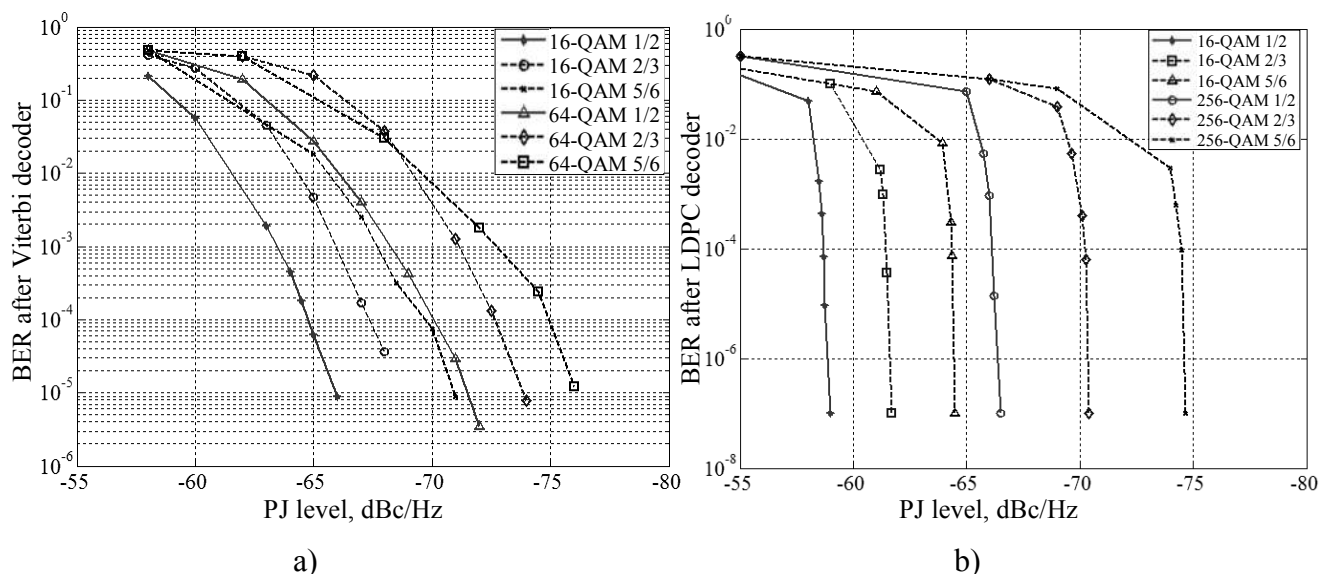 10^0
10^-1
10^-2
10^-3
10^-4
10^-5
10^-6
BER after Viterbi decoder
16-QAM 1/2
16-QAM 2/3
16-QAM 5/6
64-QAM 1/2
64-QAM 2/3
64-QAM 5/6
-55 -60 -65 -70 -75 -80
PJ level, dBc/Hz
a)
10^0
10^-2
10^-4
10^-6
10^-8
BER after LDPC decoder
16-QAM 1/2
16-QAM 2/3
16-QAM 5/6
256-QAM 1/2
256-QAM 2/3
256-QAM 5/6
-55 -60 -65 -70 -75 -80
PJ level, dBc/Hz
b)